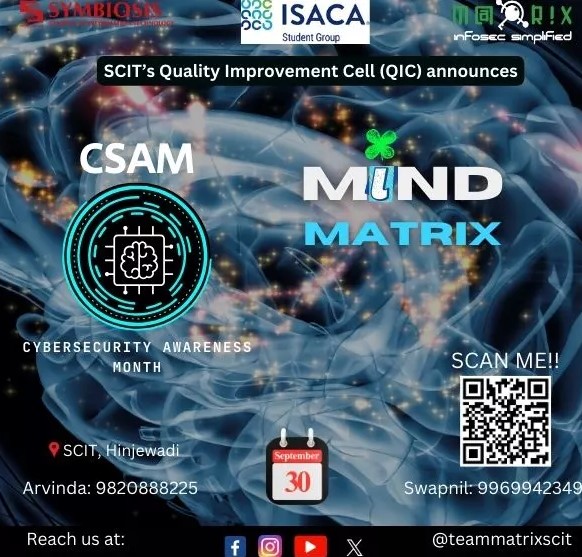 SYMBIOSIS
ISACA
Student Group
MATRIX
infosec simplified
SCIT's Quality Improvement Cell (QIC) announces
CSAM
MIND
MATRIX
CYBERSECURITY AWARENESS
MONTH
SCAN ME!!
SCIT, Hinjewadi
September
30
Arvinda: 9820888225
Swapnil: 9969942349
Reach us at:
@teammatrixscit